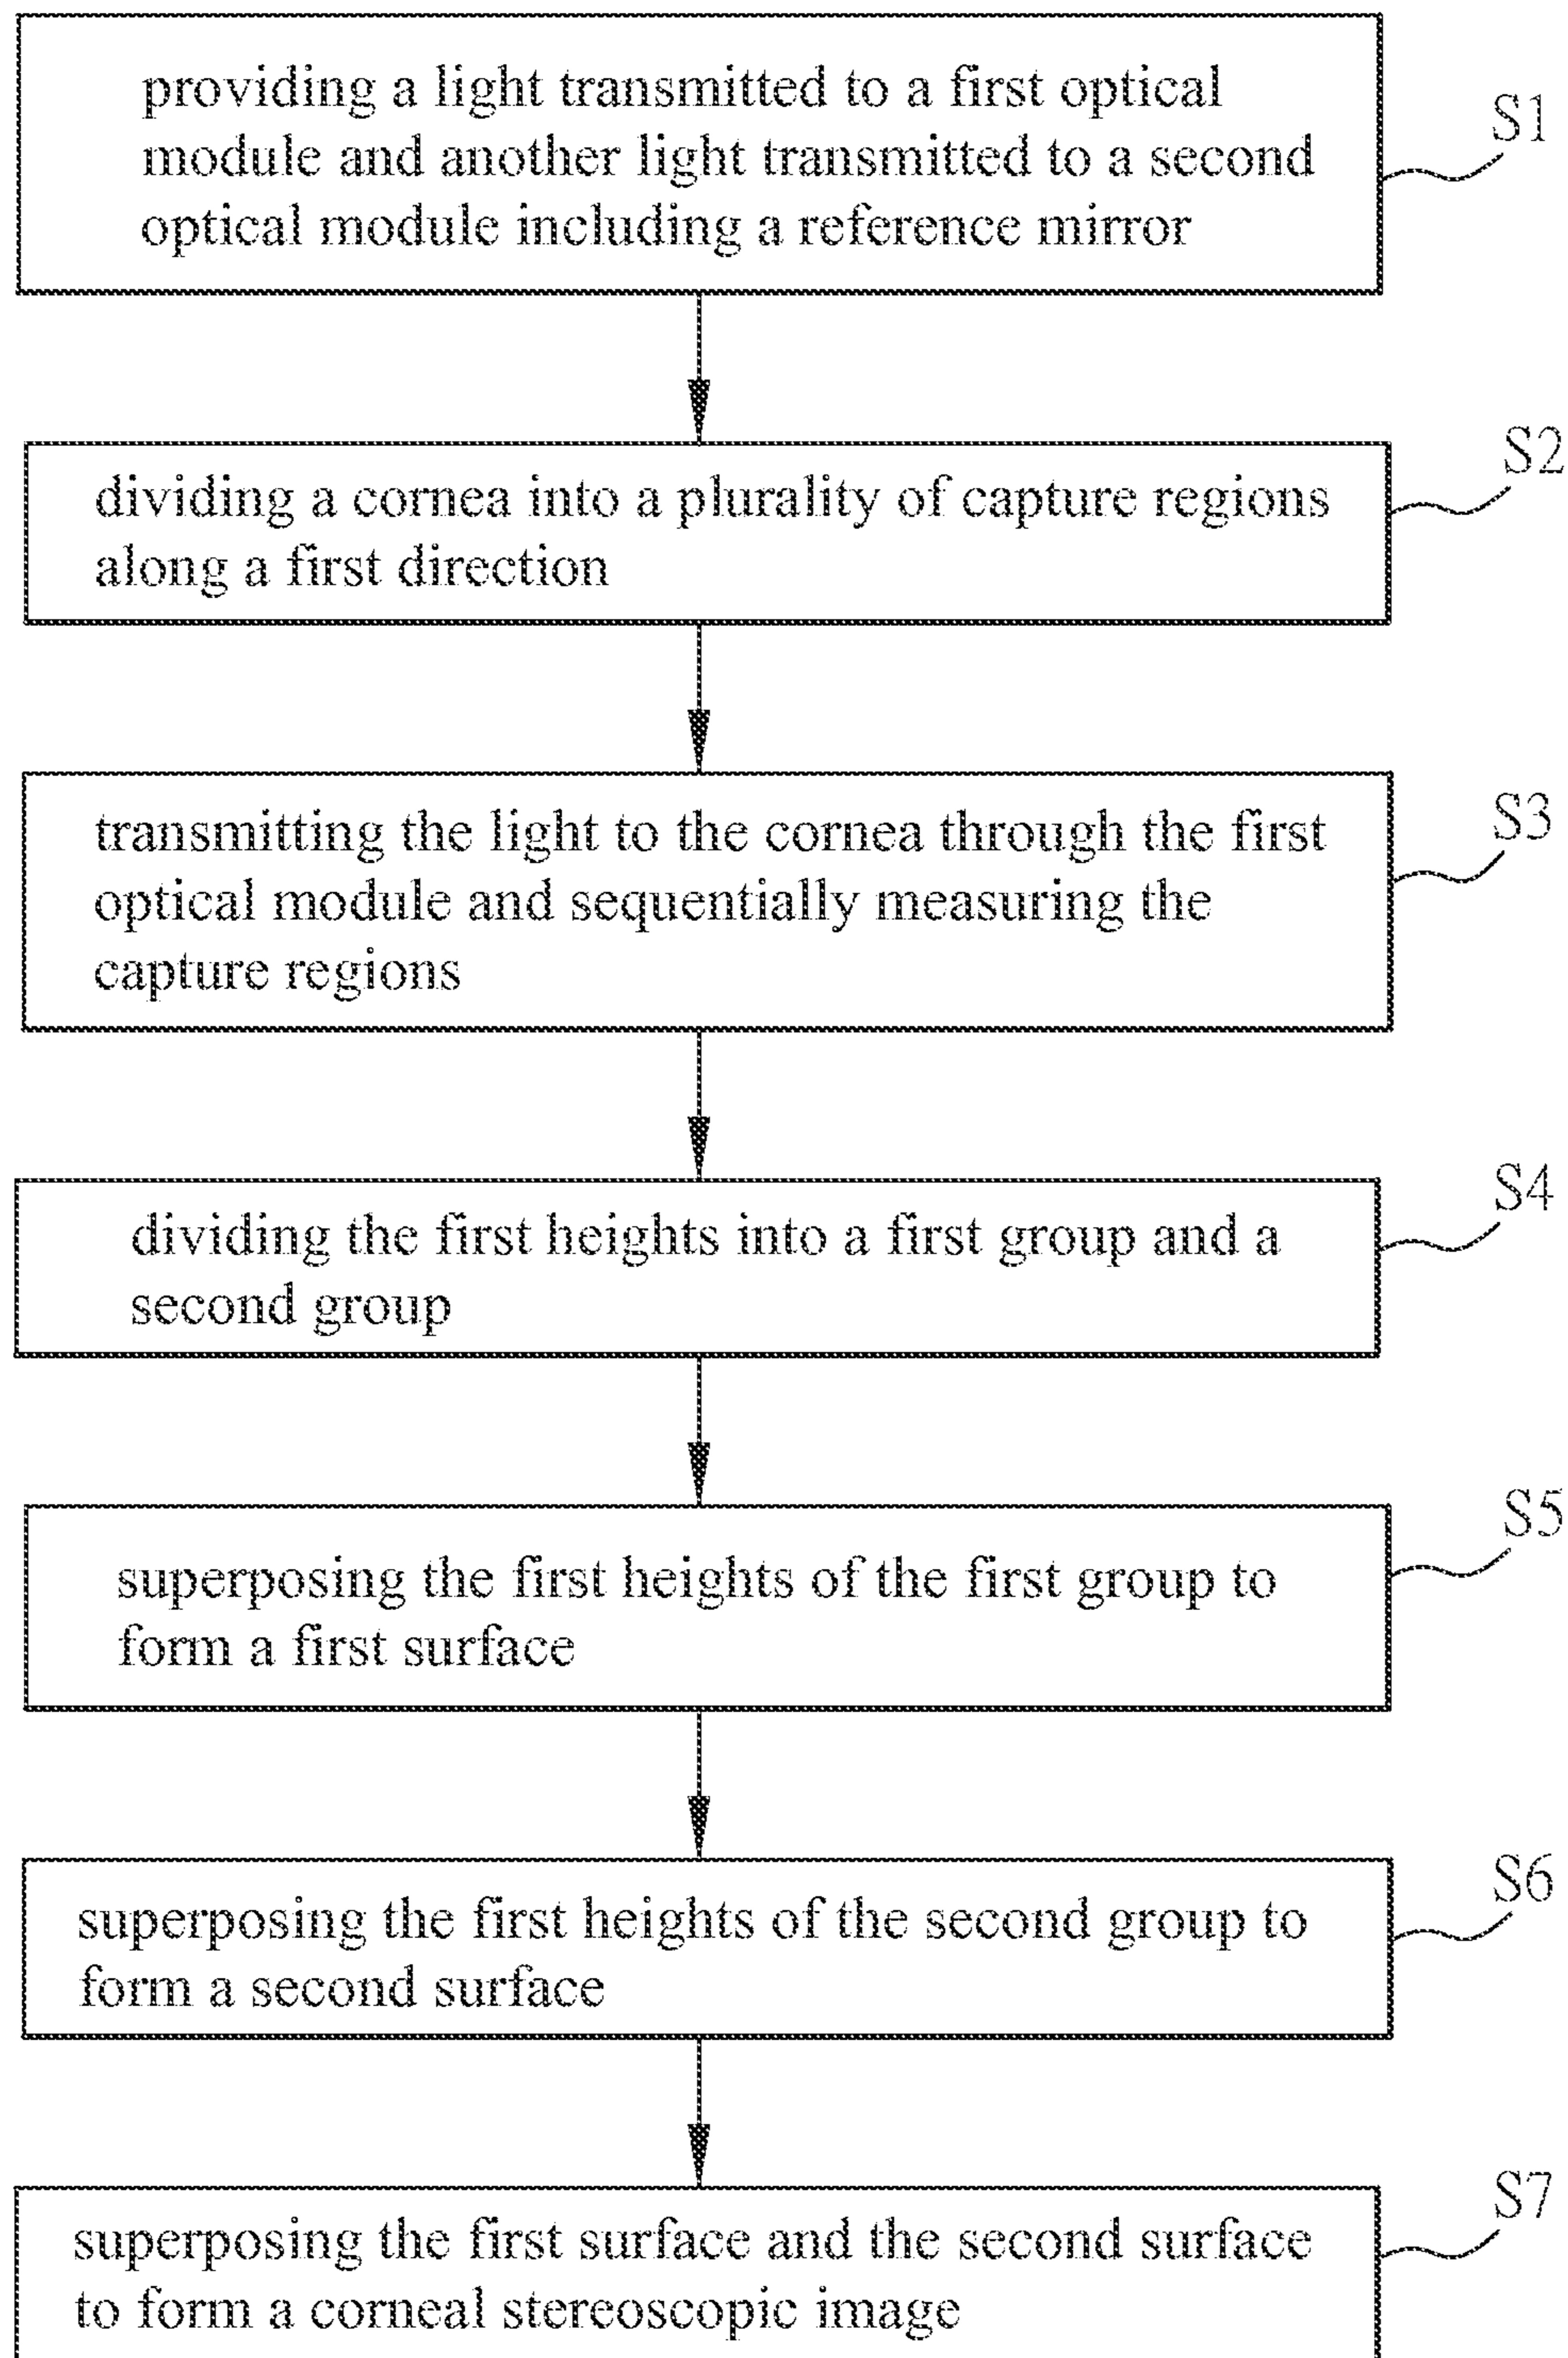 providing a light transmitted to a first optical
module and another light transmitted to a second
optical module including a reference mirror
S1
dividing a cornea into a plurality of capture regions
along a first direction
S2
transmitting the light to the cornea through the first
optical module and sequentially measuring the
capture regions
S3
dividing the first heights into a first group and a
second group
S4
superposing the first heights of the first group to
form a first surface
S5
superposing the first heights of the second group to
form a second surface
S6
superposing the first surface and the second surface
to form a corneal stereoscopic image
S7